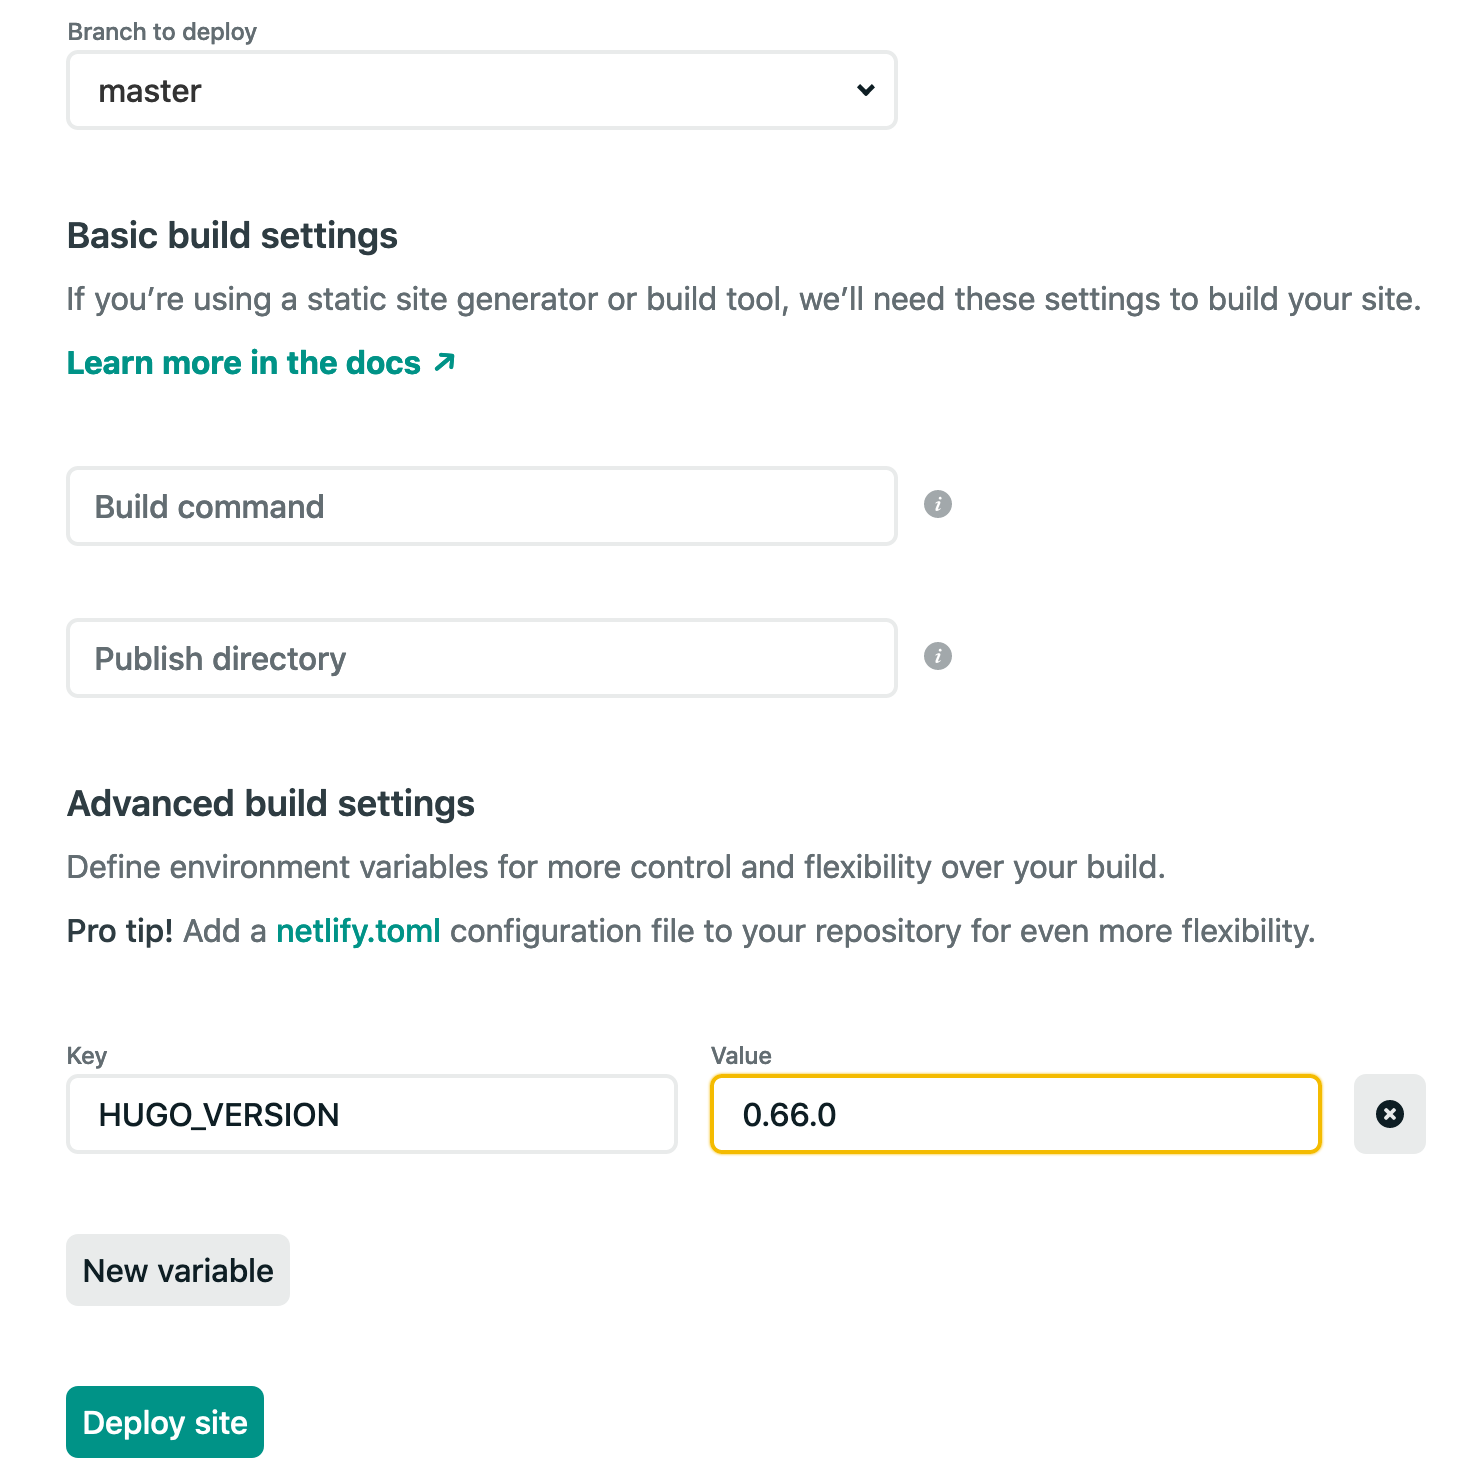 Branch to deploy
master
Basic build settings
If you’re using a static site generator or build tool, we’ll need these settings to build your site.
Learn more in the docs ↗
Build command
i
Publish directory
i
Advanced build settings
Define environment variables for more control and flexibility over your build.
Pro tip! Add a netlify.toml configuration file to your repository for even more flexibility.
Key Value
HUGO_VERSION 0.66.0
New variable
Deploy site